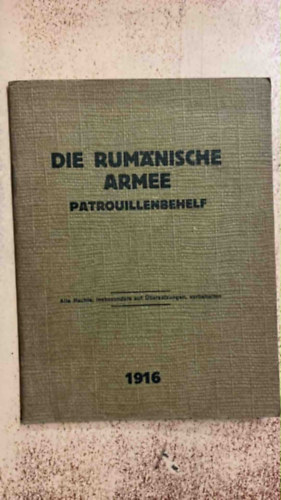 DIE RUMÄNISCHE
ARMEE
PATROUILLENBEHELF
Alle Rechte, insbesondere auf Übersetzungen, vorbehalten
1916